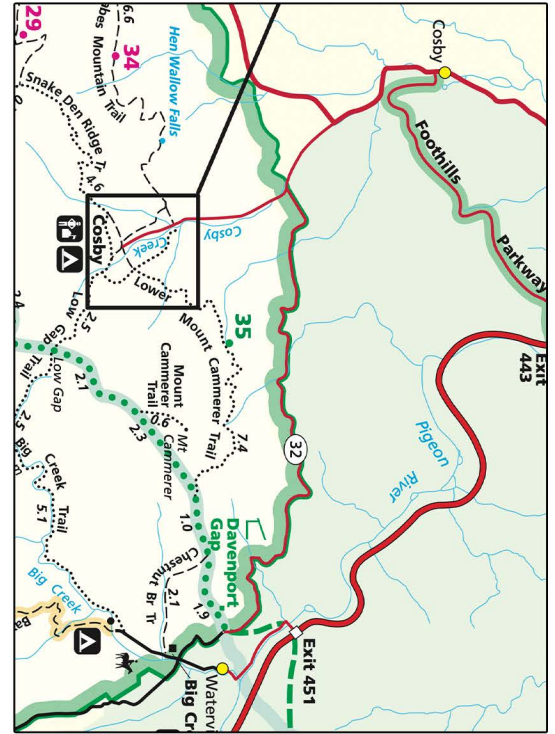 29
6.6
34
Mountain Trail
Hen Wallow Falls
Cosby
Foothills
Parkway
Snake Den Ridge Tr
4.6
Cosby
Cosby
Creek
Lower
Mount Cammerer Trail
7.4
35
Low Gap Trail
2.5
Low Gap
2.1
Mount
Cammerer
Trail
0.6
Mt
Cammerer
2.3
1.0
Davenport
Gap
32
Exit
443
Pigeon
River
2.5
Big
Creek
Trail
5.1
Big Creek
Chestnut Br Tr
2.1
1.9
Exit 451